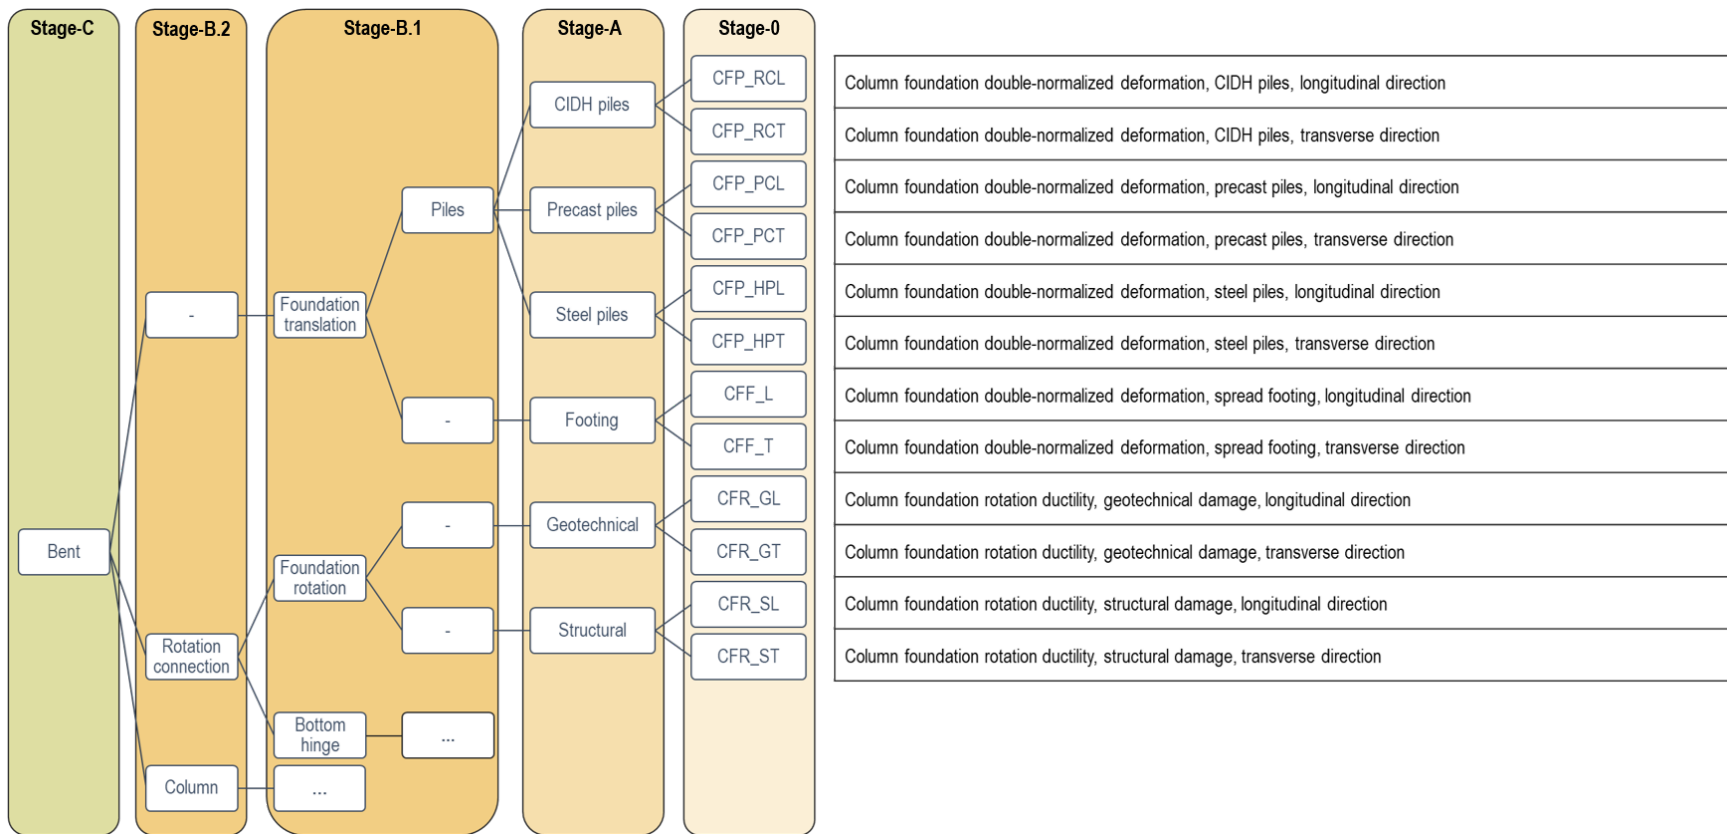 Stage-C
Stage-B.2
Stage-B.1
Stage-A
Stage-0
CFP_RCL
Column foundation double-normalized deformation, CIDH piles, longitudinal direction
CIDH piles
CFP_RCT
Column foundation double-normalized deformation, CIDH piles, transverse direction
CFP_PCL
Column foundation double-normalized deformation, precast piles, longitudinal direction
Piles
Precast piles
CFP_PCT
Column foundation double-normalized deformation, precast piles, transverse direction
CFP_HPL
Column foundation double-normalized deformation, steel piles, longitudinal direction
-
Foundation
translation
Steel piles
CFP_HPT
Column foundation double-normalized deformation, steel piles, transverse direction
CFF_L
Column foundation double-normalized deformation, spread footing, longitudinal direction
-
Footing
CFF_T
Column foundation double-normalized deformation, spread footing, transverse direction
CFR_GL
Column foundation rotation ductility, geotechnical damage, longitudinal direction
-
Geotechnical
Bent
CFR_GT
Column foundation rotation ductility, geotechnical damage, transverse direction
Foundation
rotation
CFR_SL
Column foundation rotation ductility, structural damage, longitudinal direction
-
Structural
Rotation
connection
CFR_ST
Column foundation rotation ductility, structural damage, transverse direction
Bottom
hinge
...
Column
...